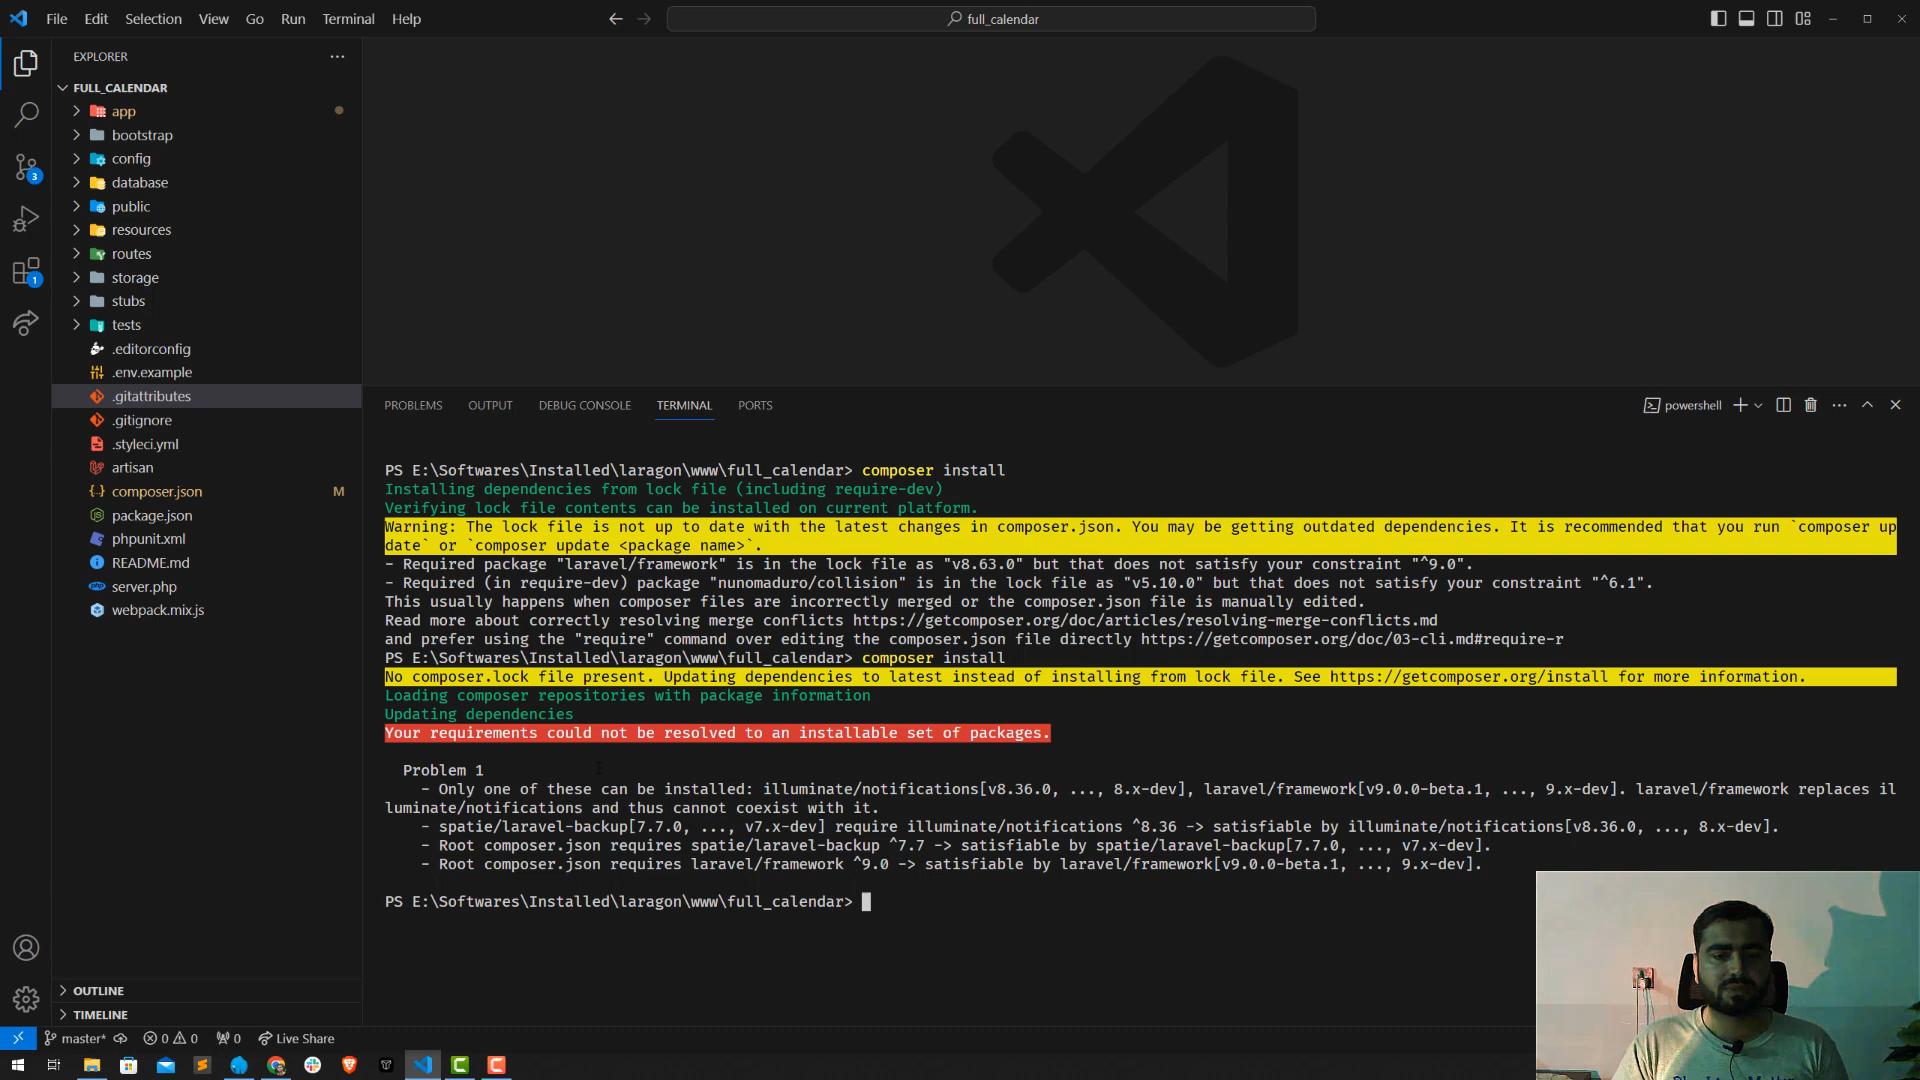 File Edit Selection View Go Run Terminal Help
full_calendar
EXPLORER
FULL_CALENDAR
app
bootstrap
config
database
public
resources
routes
storage
stubs
tests
.editorconfig
.env.example
.gitattributes
.gitignore
.styleci.yml
artisan
composer.json M
package.json
phpunit.xml
README.md
server.php
webpack.mix.js
OUTLINE
TIMELINE
3
1
PROBLEMS OUTPUT DEBUG CONSOLE TERMINAL PORTS
powershell
PS E:\Softwares\Installed\laragon\www\full_calendar> composer install
Installing dependencies from lock file (including require-dev)
Verifying lock file contents can be installed on current platform.
Warning: The lock file is not up to date with the latest changes in composer.json. You may be getting outdated dependencies. It is recommended that you run `composer up
date` or `composer update <package name>`.
- Required package "laravel/framework" is in the lock file as "v8.63.0" but that does not satisfy your constraint "^9.0".
- Required (in require-dev) package "nunomaduro/collision" is in the lock file as "v5.10.0" but that does not satisfy your constraint "^6.1".
This usually happens when composer files are incorrectly merged or the composer.json file is manually edited.
Read more about correctly resolving merge conflicts https://getcomposer.org/doc/articles/resolving-merge-conflicts.md
and prefer using the "require" command over editing the composer.json file directly https://getcomposer.org/doc/03-cli.md#require-r
PS E:\Softwares\Installed\laragon\www\full_calendar> composer install
No composer.lock file present. Updating dependencies to latest instead of installing from lock file. See https://getcomposer.org/install for more information.
Loading composer repositories with package information
Updating dependencies
Your requirements could not be resolved to an installable set of packages.
Problem 1
- Only one of these can be installed: illuminate/notifications[v8.36.0, ..., 8.x-dev], laravel/framework[v9.0.0-beta.1, ..., 9.x-dev]. laravel/framework replaces il
luminate/notifications and thus cannot coexist with it.
- spatie/laravel-backup[7.7.0, ..., v7.x-dev] require illuminate/notifications ^8.36 -> satisfiable by illuminate/notifications[v8.36.0, ..., 8.x-dev].
- Root composer.json requires spatie/laravel-backup ^7.7 -> satisfiable by spatie/laravel-backup[7.7.0, ..., v7.x-dev].
- Root composer.json requires laravel/framework ^9.0 -> satisfiable by laravel/framework[v9.0.0-beta.1, ..., 9.x-dev].
PS E:\Softwares\Installed\laragon\www\full_calendar>
master* 0 0 0 Live Share